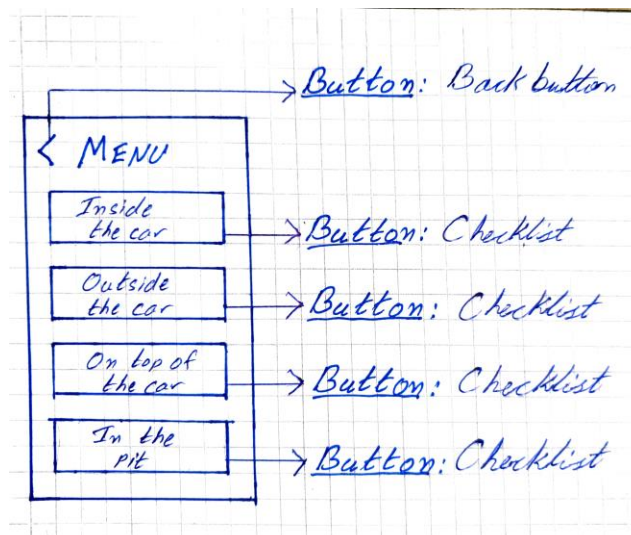 Button: Back button
< MENU
Inside
the car
Button: Checklist
Outside
the car
Button: Checklist
On top of
the car
Button: Checklist
In the
pit
Button: Checklist